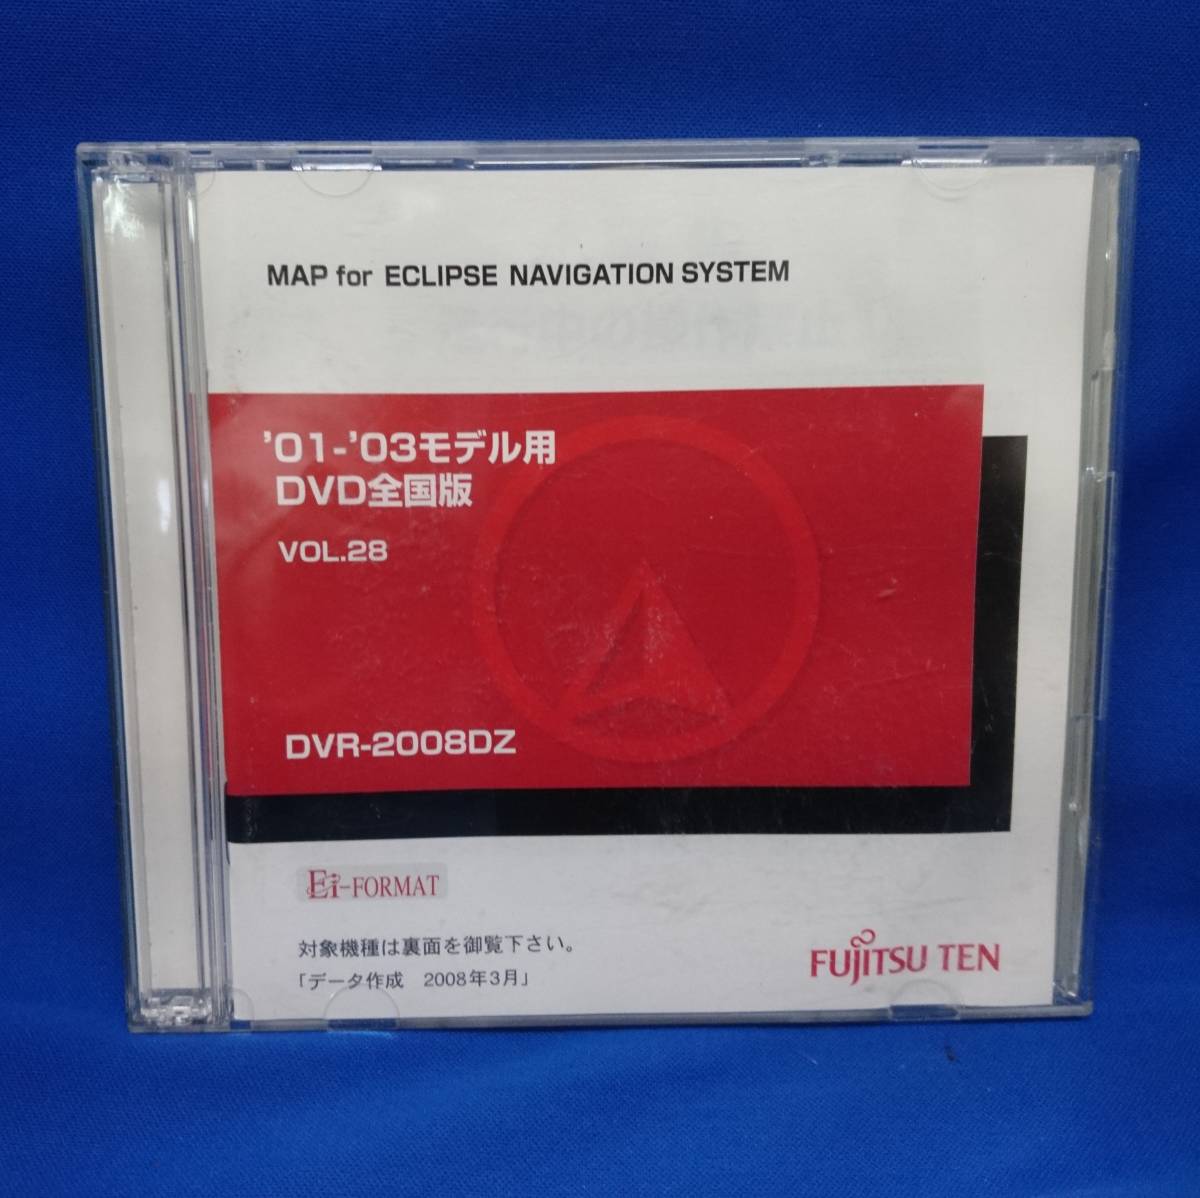 MAP for ECLIPSE NAVIGATION SYSTEM
'01-'03モデル用
DVD全国版
VOL.28
DVR-2008DZ
Ei-FORMAT
対象機種は裏面を御覧下さい。
「データ作成　2008年3月」
FUJITSU TEN